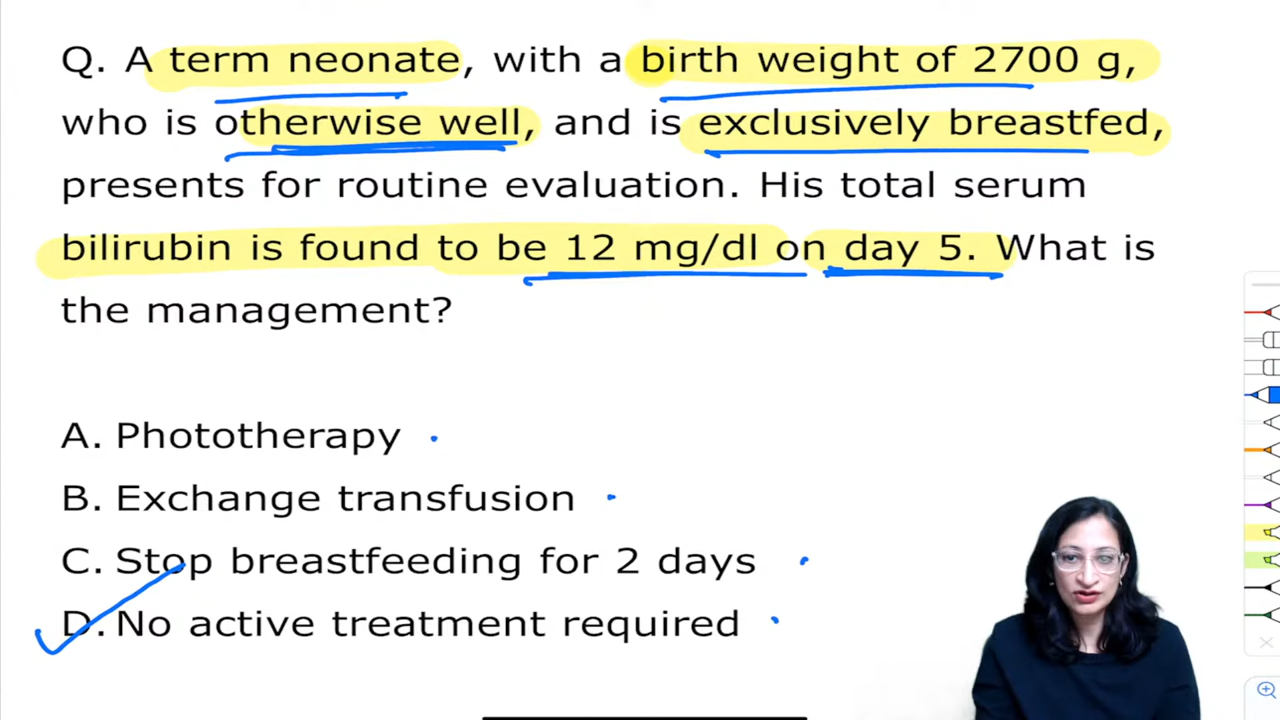 Q. A term neonate, with a birth weight of 2700 g,
who is otherwise well, and is exclusively breastfed,
presents for routine evaluation. His total serum
bilirubin is found to be 12 mg/dl on day 5. What is
the management?
A. Phototherapy
B. Exchange transfusion
C. Stop breastfeeding for 2 days
D. No active treatment required